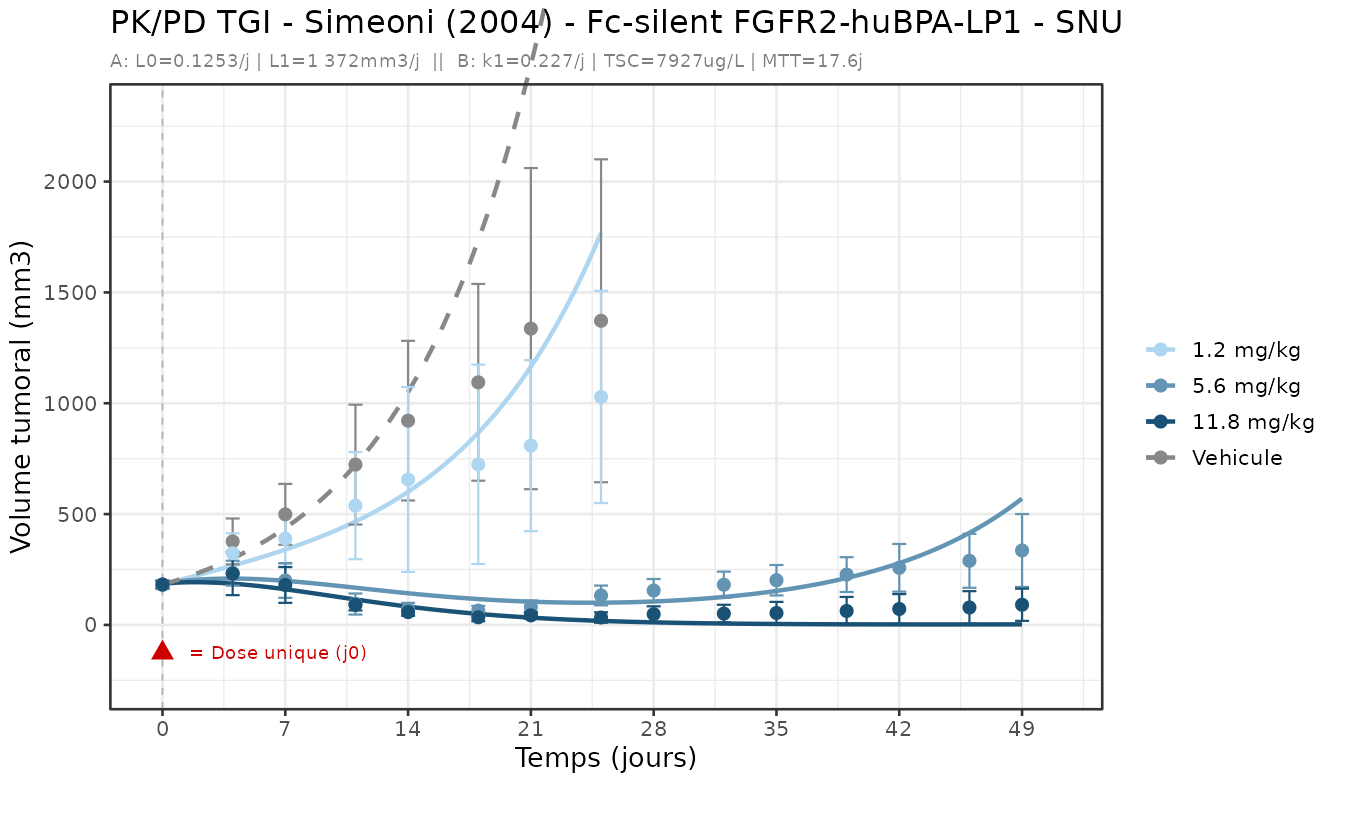 PK/PD TGI - Simeoni (2004) - Fc-silent FGFR2-huBPA-LP1 - SNU
A: L0=0.1253/j | L1=1 372mm3/j || B: k1=0.227/j | TSC=7927ug/L | MTT=17.6j
Volume tumoral (mm3)
2000
1500
1000
500
0
= Dose unique (j0)
0 7 14 21 28 35 42 49
Temps (jours)
1.2 mg/kg
5.6 mg/kg
11.8 mg/kg
Vehicule